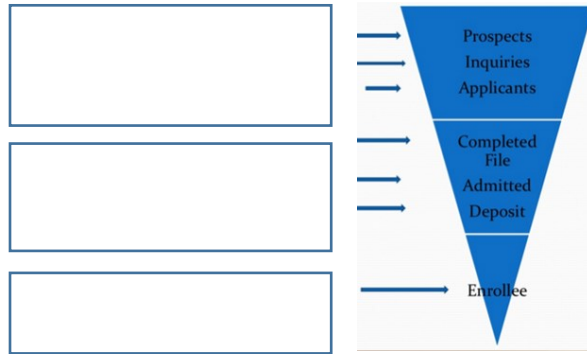 Prospects
Inquiries
Applicants
Completed
File
Admitted
Deposit
Enrollee